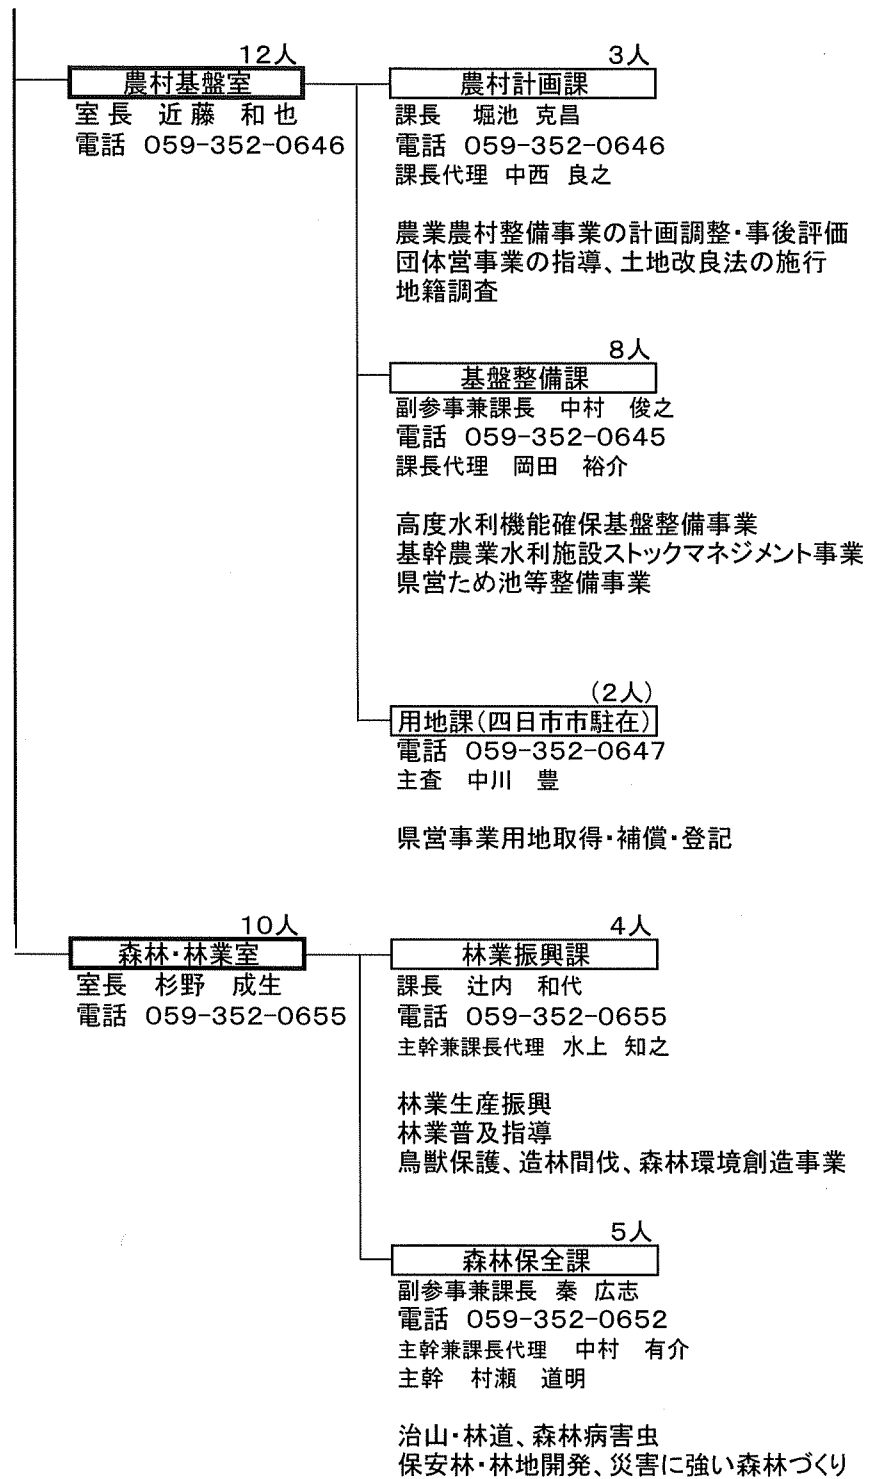 12人
農村基盤室
室長 近藤 和也
電話 059-352-0646
3人
農村計画課
課長 堀池 克昌
電話 059-352-0646
課長代理 中西 良之
農業農村整備事業の計画調整・事後評価
団体営事業の指導、土地改良法の施行
地籍調査
8人
基盤整備課
副参事兼課長 中村 俊之
電話 059-352-0645
課長代理 岡田 裕介
高度水利機能確保基盤整備事業
基幹農業水利施設ストックマネジメント事業
県営ため池等整備事業
(2人)
用地課(四日市市駐在)
電話 059-352-0647
主査 中川 豊
県営事業用地取得・補償・登記
10人
森林・林業室
室長 杉野 成生
電話 059-352-0655
4人
林業振興課
課長 辻内 和代
電話 059-352-0655
主幹兼課長代理 水上 知之
林業生産振興
林業普及指導
鳥獣保護、造林間伐、森林環境創造事業
5人
森林保全課
副参事兼課長 秦 広志
電話 059-352-0652
主幹兼課長代理 中村 有介
主幹 村瀬 道明
治山・林道、森林病害虫
保安林・林地開発、災害に強い森林づくり